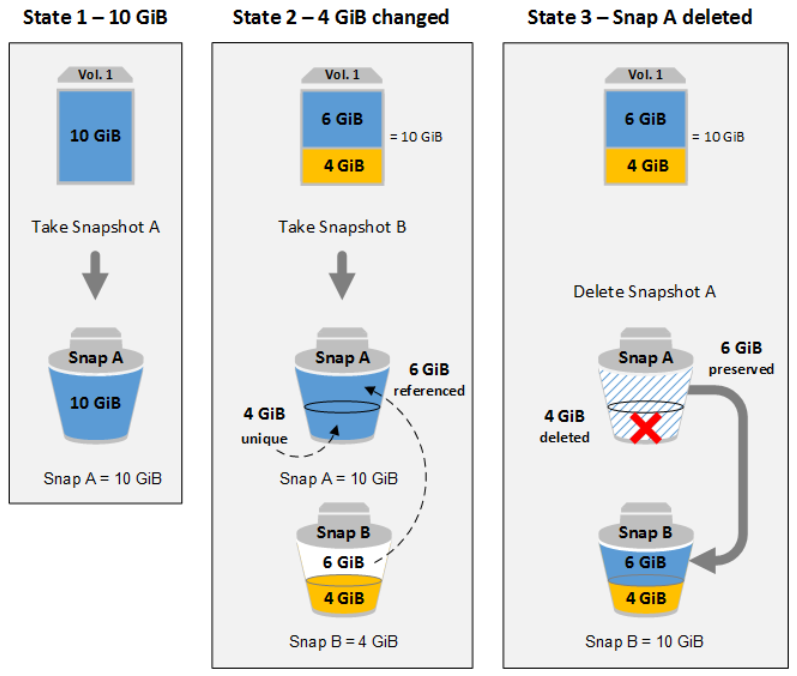 State 1 – 10 GiB
Vol. 1
10 GiB
Take Snapshot A
Snap A
10 GiB
Snap A = 10 GiB
State 2 – 4 GiB changed
Vol. 1
6 GiB
= 10 GiB
4 GiB
Take Snapshot B
Snap A
6 GiB
referenced
4 GiB
unique
Snap A = 10 GiB
Snap B
6 GiB
4 GiB
Snap B = 4 GiB
State 3 – Snap A deleted
Vol. 1
6 GiB
= 10 GiB
4 GiB
Delete Snapshot A
Snap A
6 GiB
preserved
4 GiB
deleted
Snap B
6 GiB
4 GiB
Snap B = 10 GiB